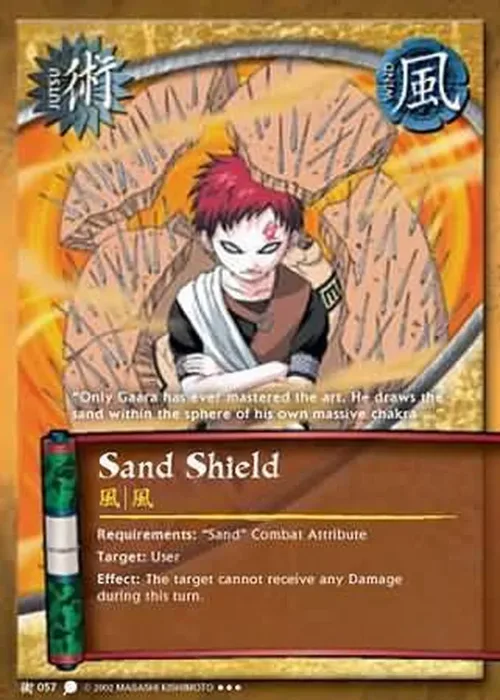 JUTSU 術
WIND 風
"Only Gaara has ever mastered the art. He draws the
sand within the sphere of his own massive chakra ..."
Sand Shield
風|風
Requirements: "Sand" Combat Attribute
Target: User
Effect: The target cannot receive any Damage
during this turn.
術 057 © 2002 MASASHI KISHIMOTO